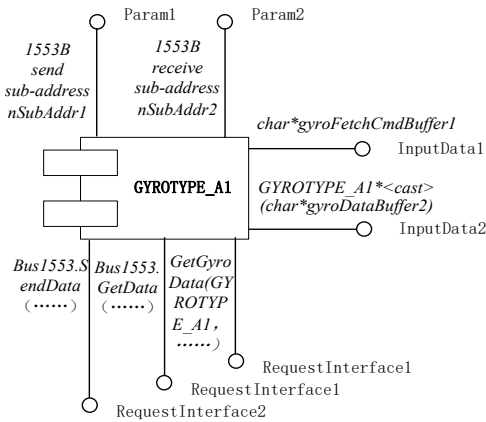 Param1
Param2
1553B
send
sub-address
nSubAddr1
1553B
receive
sub-address
nSubAddr2
char*gyroFetchCmdBuffer1
InputData1
GYROTYPE_A1
GYROTYPE_A1*<cast>
(char*gyroDataBuffer2)
InputData2
Bus1553.S
endData
(……)
Bus1553.
GetData
(……)
GetGyro
Data(GY
ROTYP
E_A1,
……)
RequestInterface1
RequestInterface1
RequestInterface2